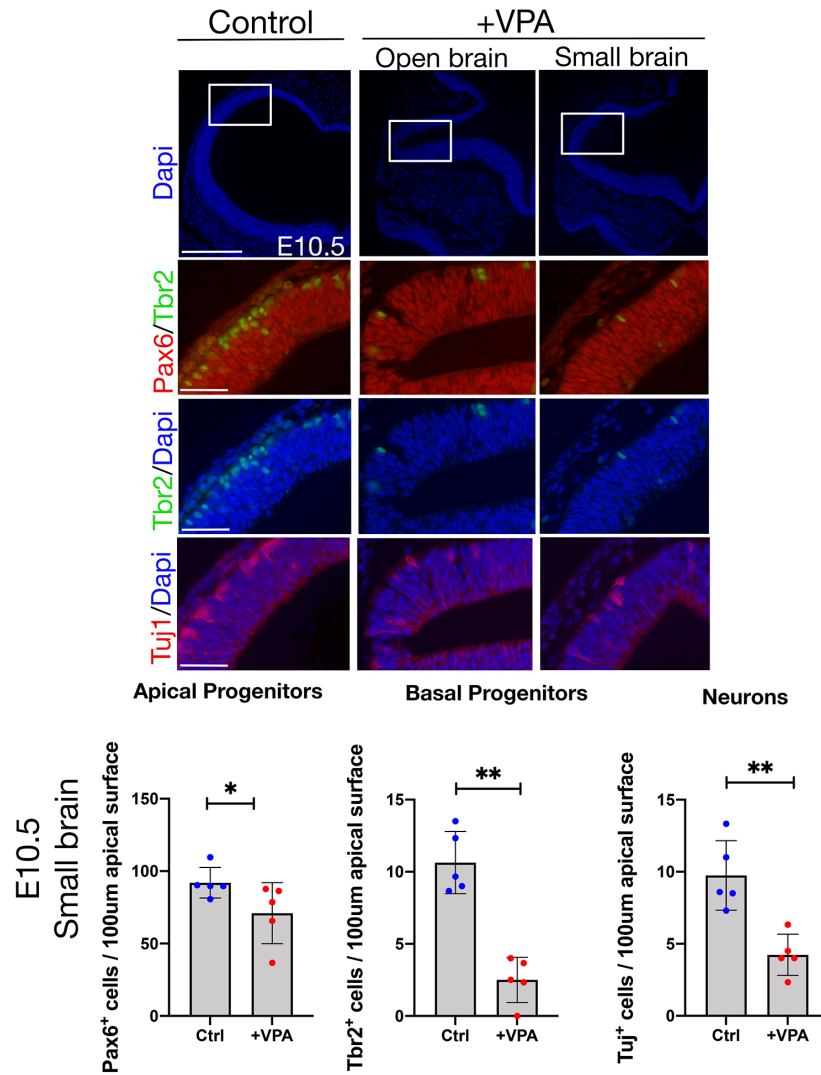 Control
+VPA
Open brain
Small brain
Dapi
E10.5
Pax6/Tbr2
Tbr2/Dapi
Tuj1/Dapi
Apical Progenitors
Basal Progenitors
Neurons
E10.5
Small brain
Pax6+ cells / 100um apical surface
150
100
50
0
*
Ctrl
+VPA
Tbr2+ cells / 100um apical surface
15
10
5
0
**
Ctrl
+VPA
Tuj+ cells / 100um apical surface
15
10
5
0
**
Ctrl
+VPA